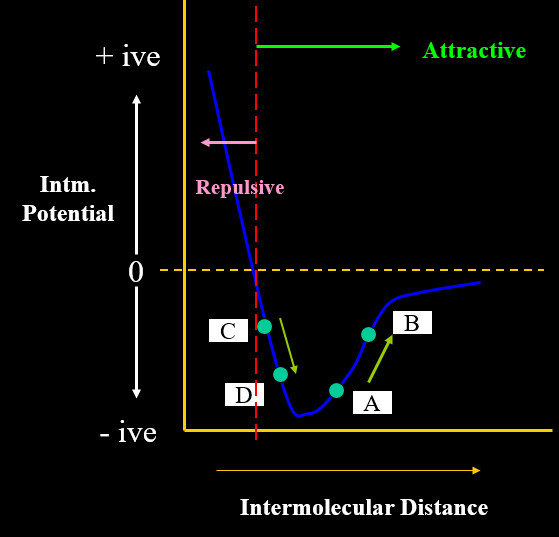 + ive
Attractive
Repulsive
Intm.
Potential
0
C
B
D
A
- ive
Intermolecular Distance